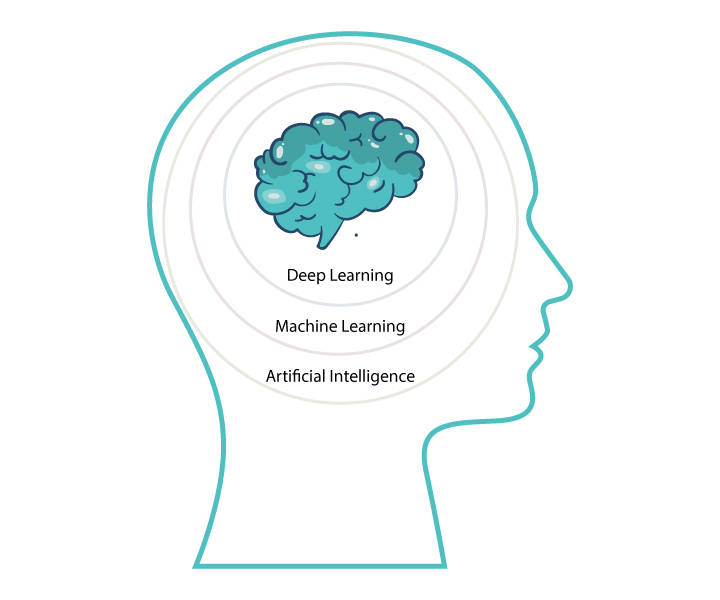 Deep Learning
Machine Learning
Artificial Intelligence